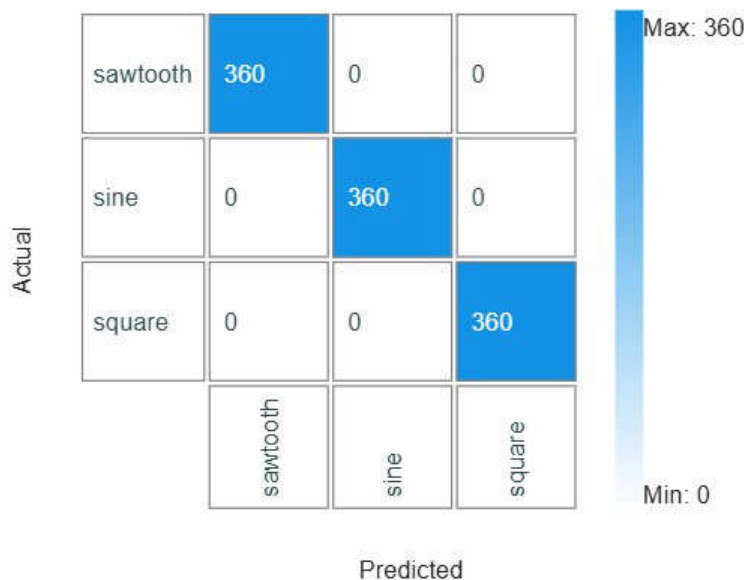 Max: 360
sawtooth 360 0 0
sine 0 360 0
Actual
square 0 0 360
sawtooth sine square
Min: 0
Predicted